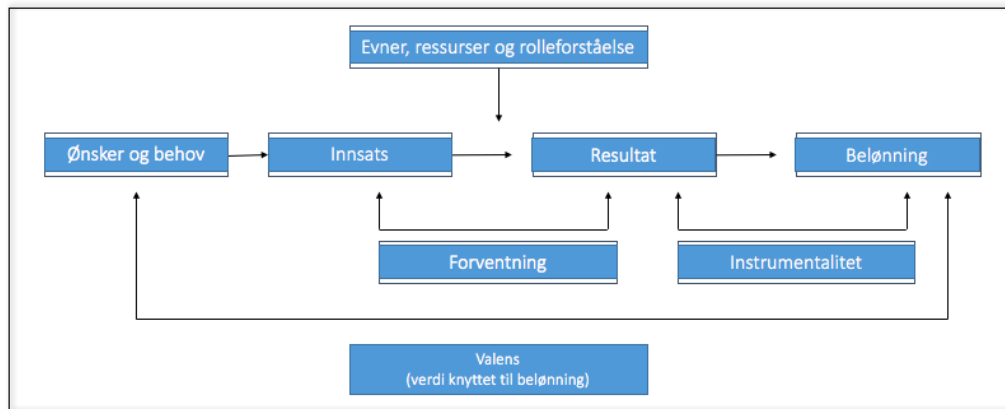 Evner, ressurser og rolleforståelse
Ønsker og behov
Innsats
Resultat
Belønning
Forventning
Instrumentalitet
Valens
(verdi knyttet til belønning)